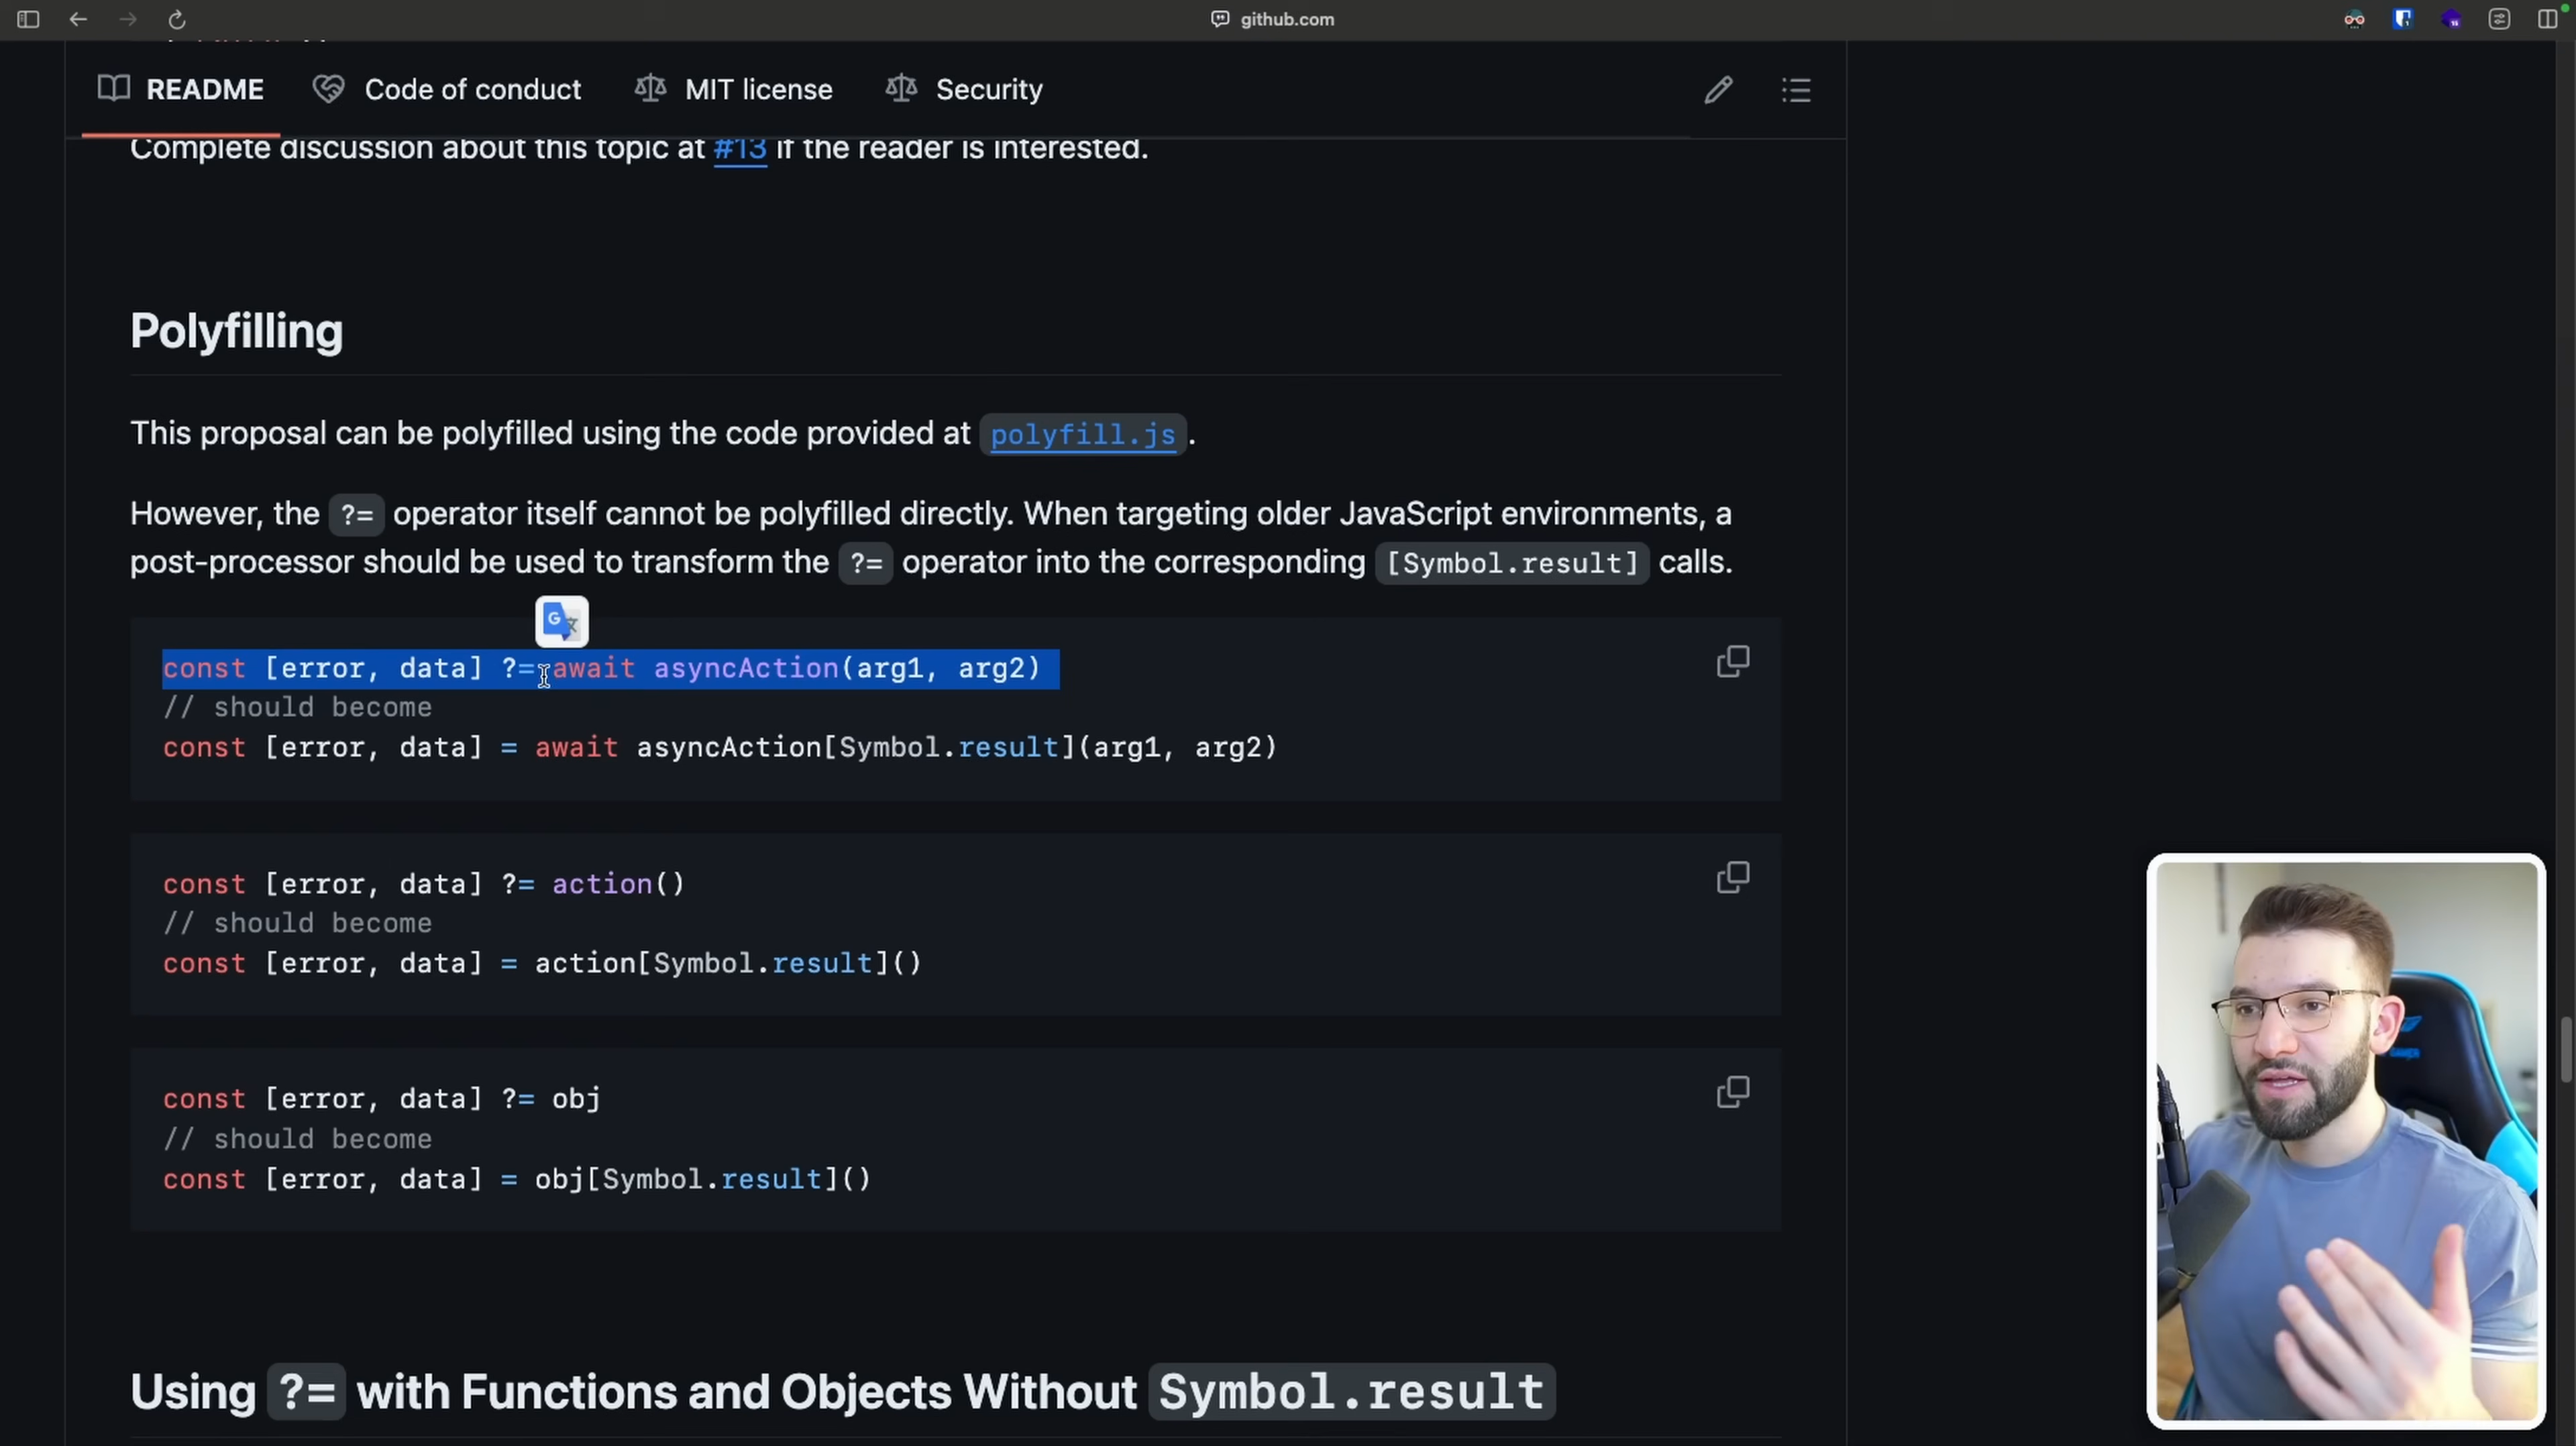 github.com
README Code of conduct MIT license Security
Complete discussion about this topic at #13 if the reader is interested.
Polyfilling
This proposal can be polyfilled using the code provided at polyfill.js.
However, the ?= operator itself cannot be polyfilled directly. When targeting older JavaScript environments, a
post-processor should be used to transform the ?= operator into the corresponding [Symbol.result] calls.
const [error, data] ?= await asyncAction(arg1, arg2)
// should become
const [error, data] = await asyncAction[Symbol.result](arg1, arg2)
const [error, data] ?= action()
// should become
const [error, data] = action[Symbol.result]()
const [error, data] ?= obj
// should become
const [error, data] = obj[Symbol.result]()
Using ?= with Functions and Objects Without Symbol.result